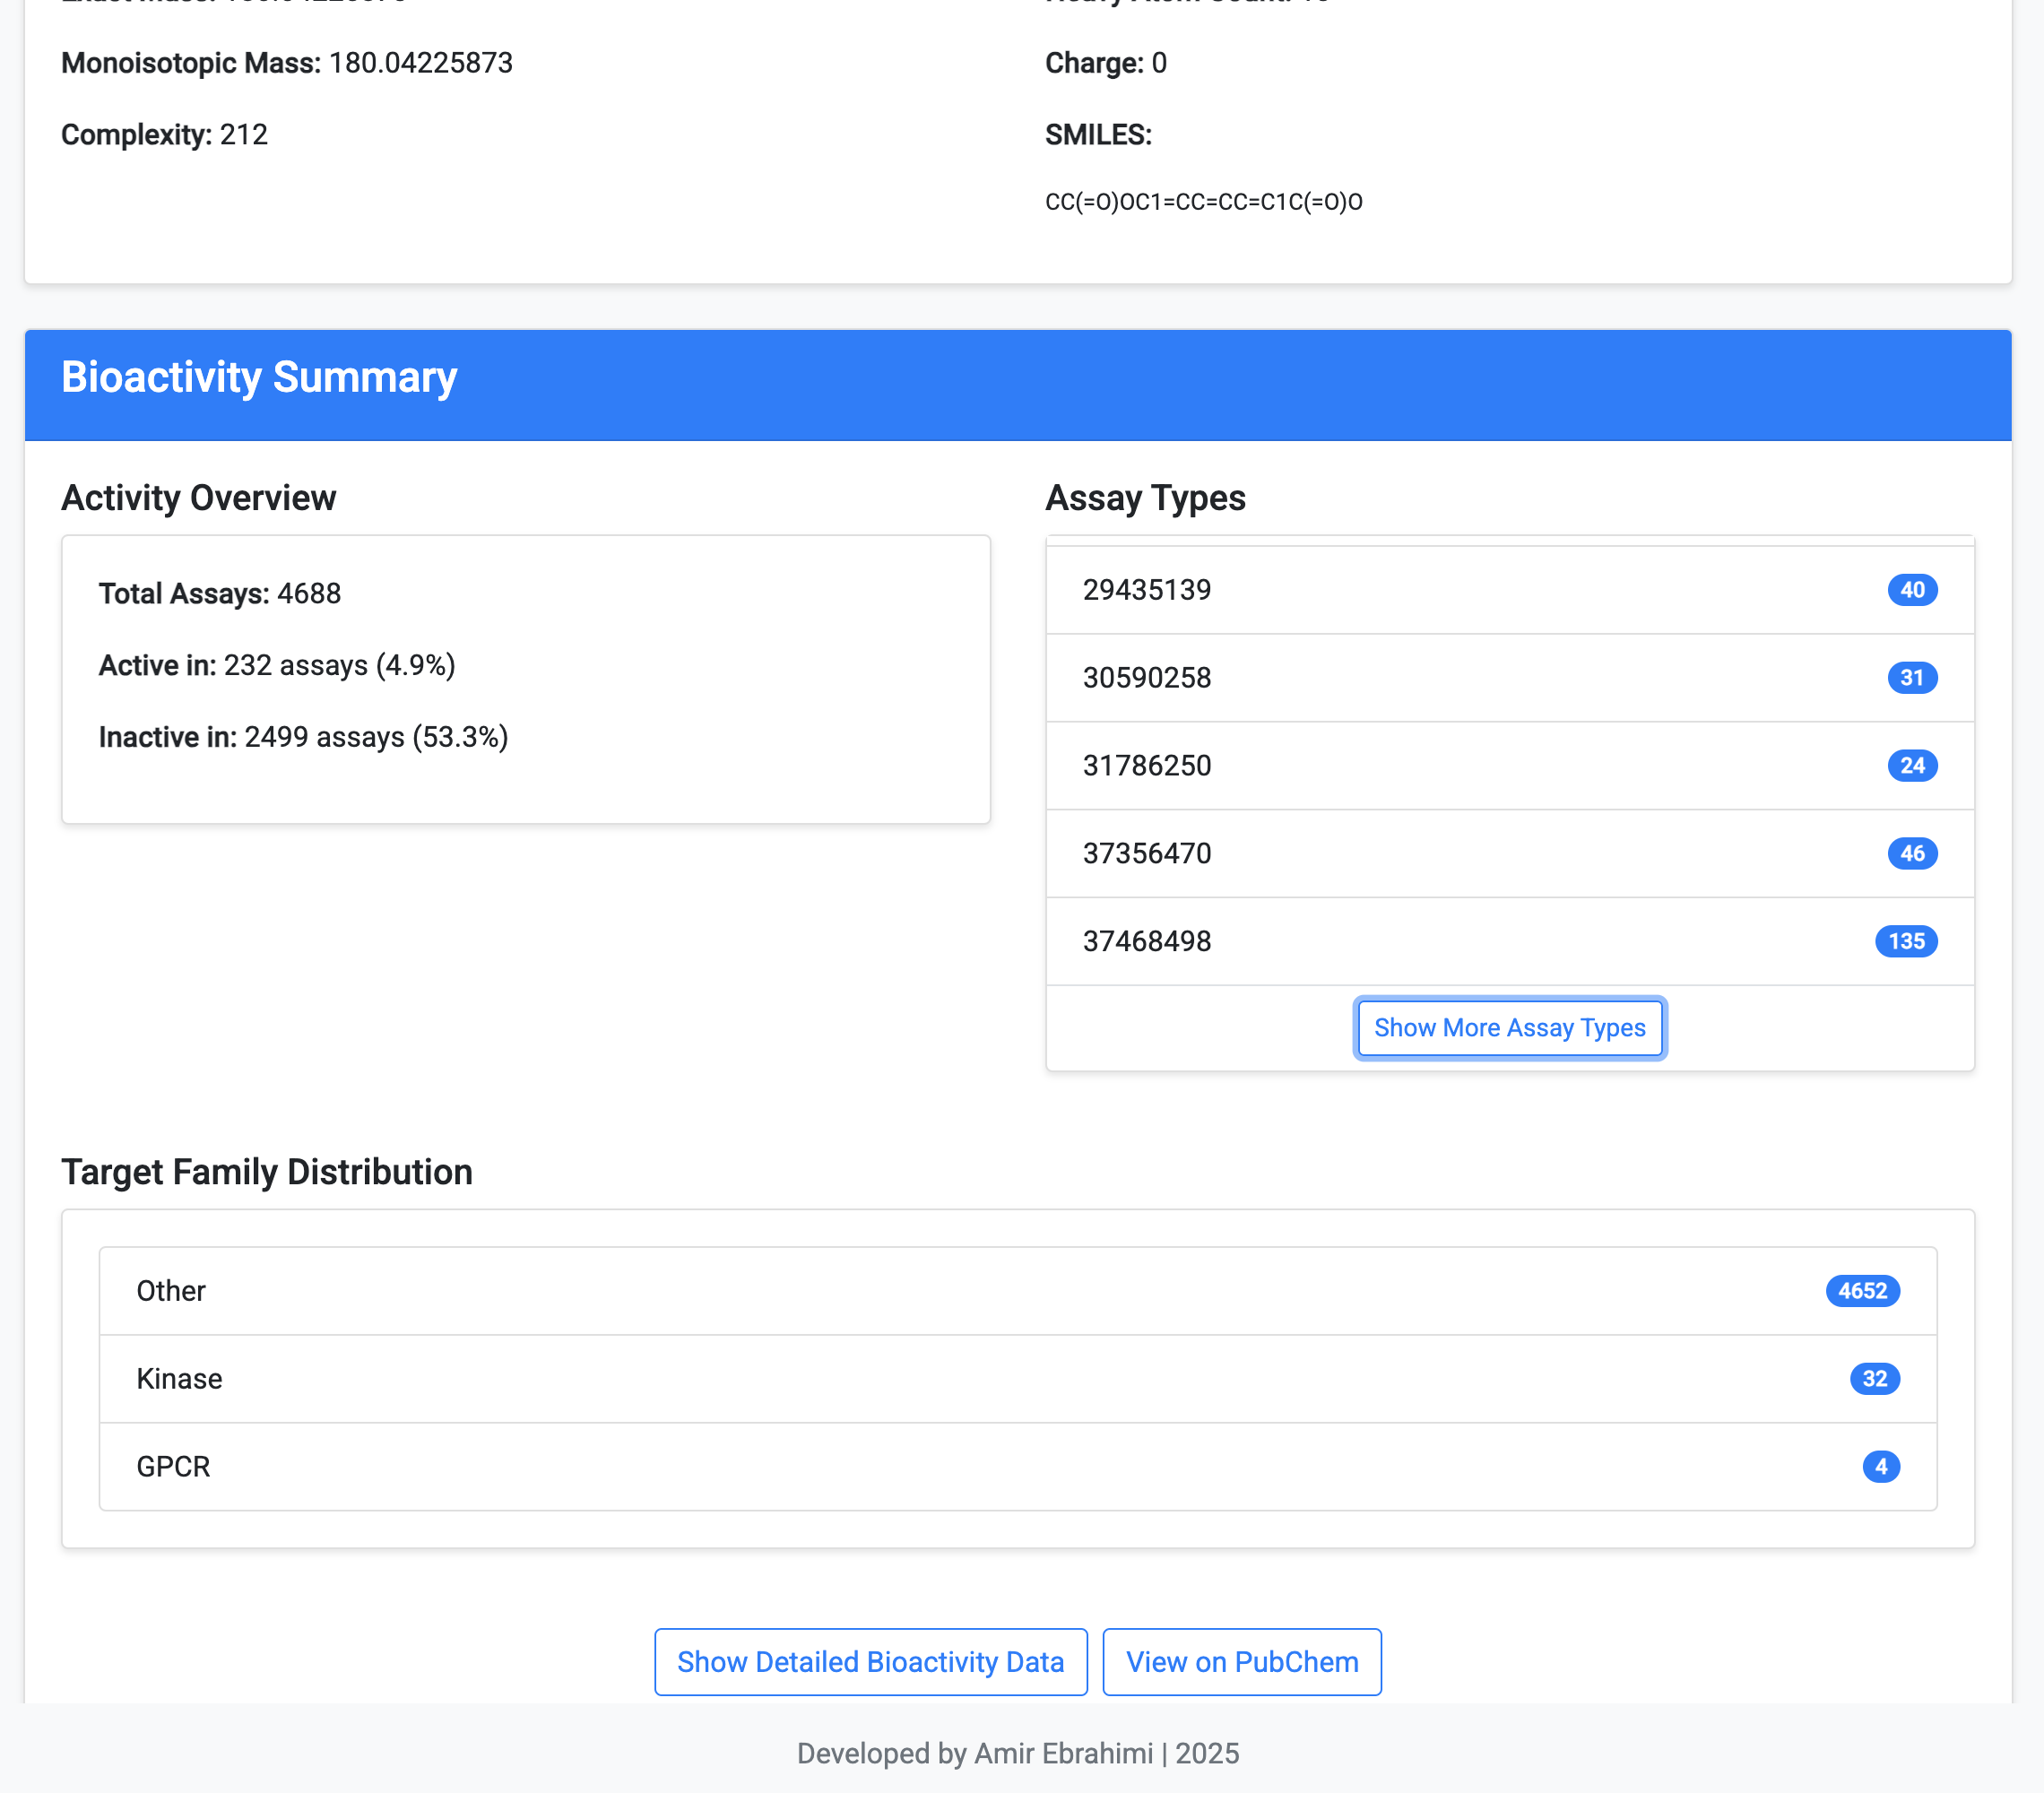 Monoisotopic Mass: 180.04225873
Charge: 0
Complexity: 212
SMILES:
CC(=O)OC1=CC=CC=C1C(=O)O
Bioactivity Summary
Activity Overview
Total Assays: 4688
Active in: 232 assays (4.9%)
Inactive in: 2499 assays (53.3%)
Assay Types
29435139 40
30590258 31
31786250 24
37356470 46
37468498 135
Show More Assay Types
Target Family Distribution
Other 4652
Kinase 32
GPCR 4
Show Detailed Bioactivity Data
View on PubChem
Developed by Amir Ebrahimi | 2025